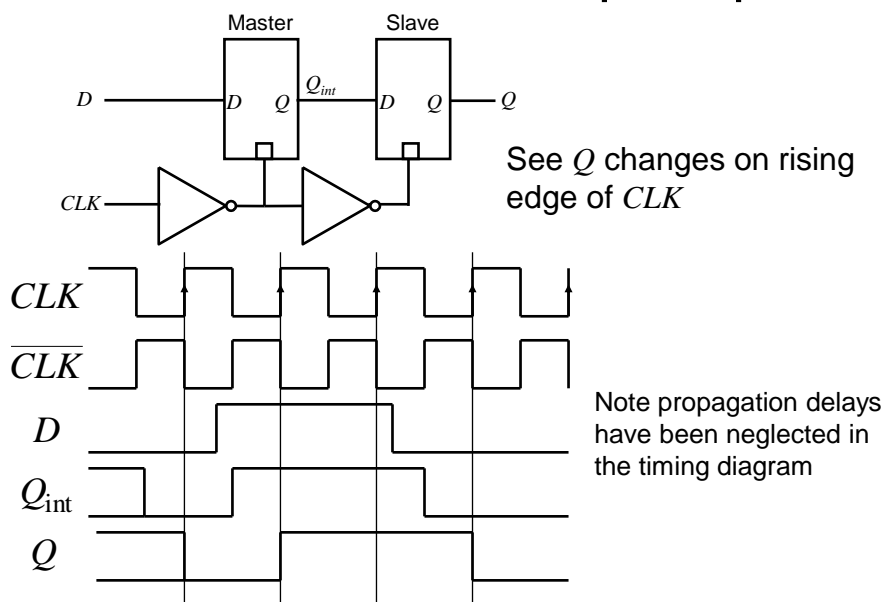 Master Slave
D D Q Q_int D Q Q
CLK
See Q changes on rising
edge of CLK
CLK
C̅L̅K̅
D
Q_int
Q
Note propagation delays
have been neglected in
the timing diagram